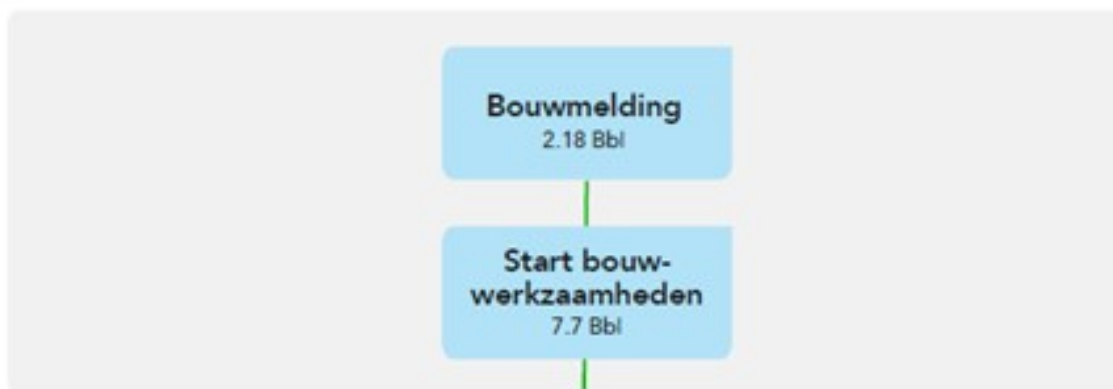 Bouwmelding
2.18 Bbl
Start bouw-
werkzaamheden
7.7 Bbl